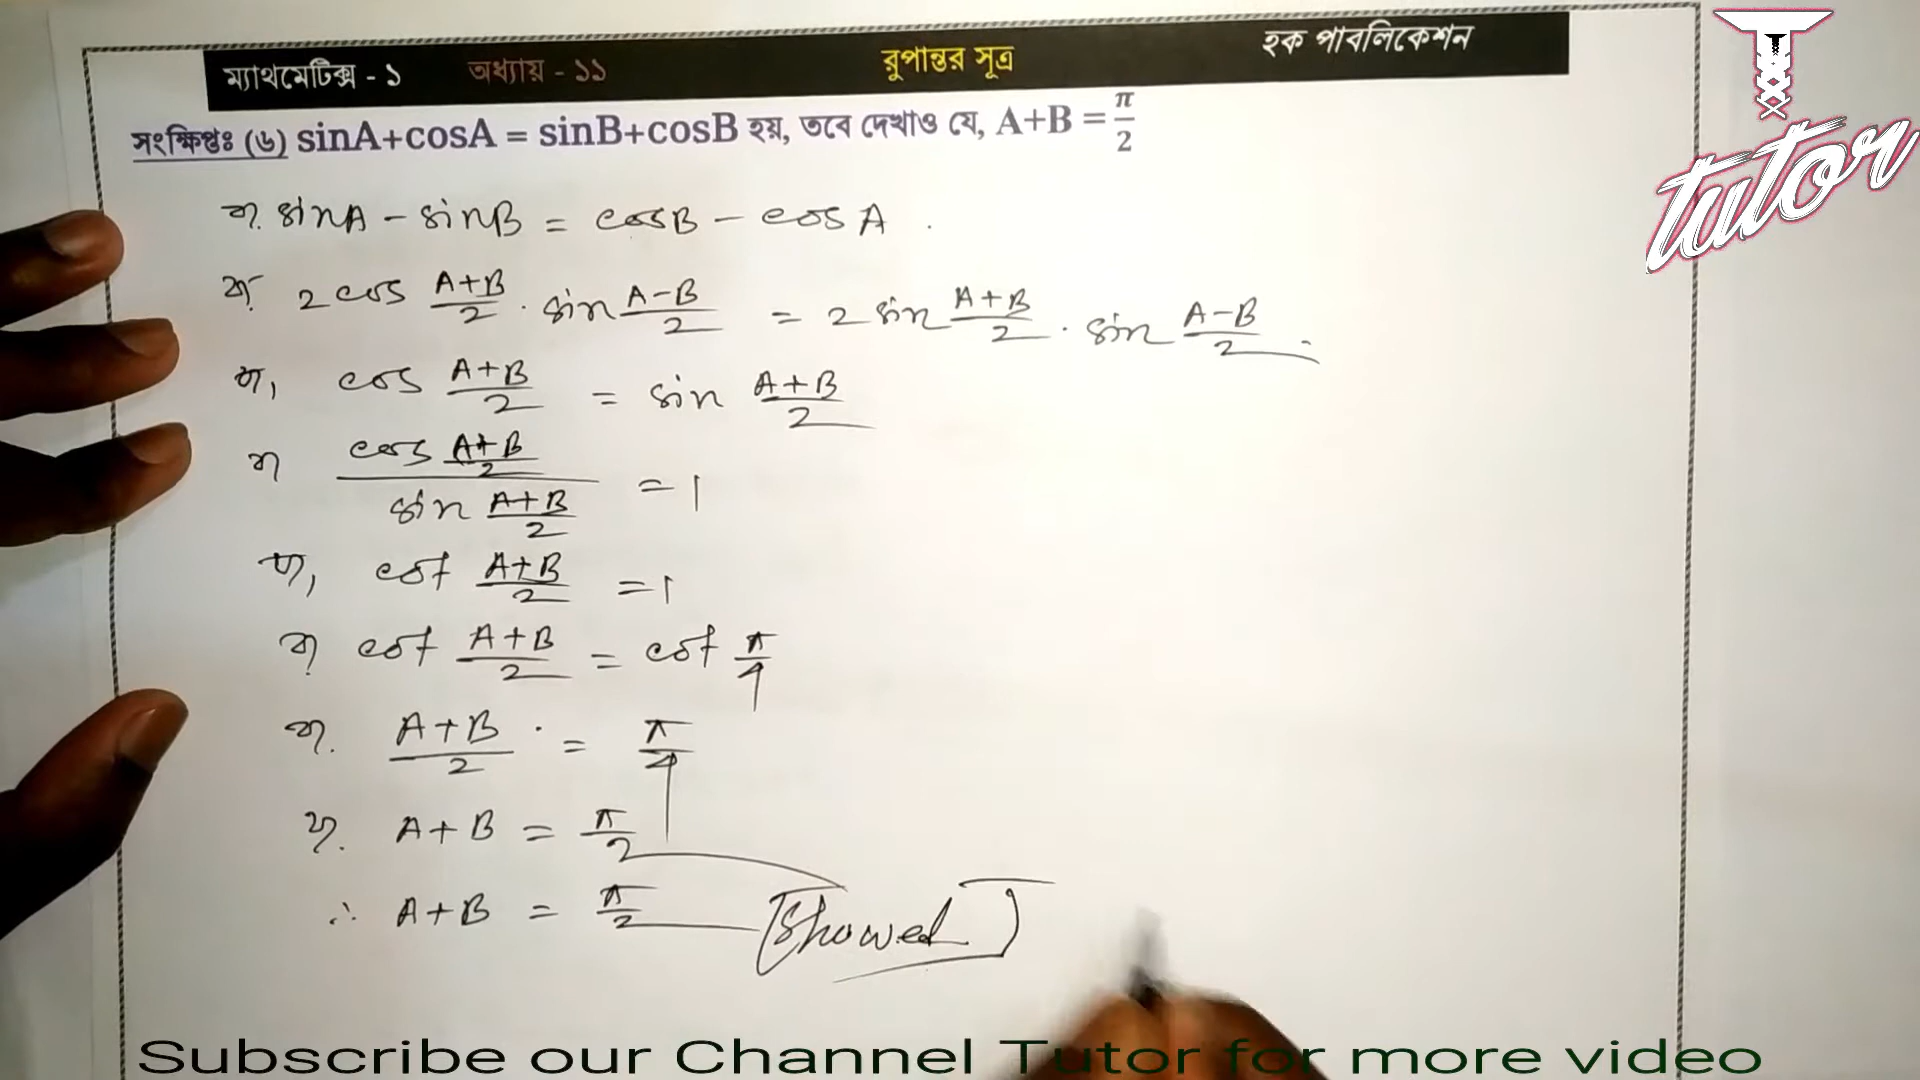 ম্যাথমেটিক্স - ১ অধ্যায় - ১১ রুপান্তর সূত্র হক পাবলিকেশন
T
tutor
সংক্ষিপ্তঃ (৬) sinA+cosA = sinB+cosB হয়, তবে দেখাও যে, A+B = π/2
বা, sinA - sinB = cosB - cosA
বা, 2 cos (A+B)/2 . sin (A-B)/2 = 2 sin (A+B)/2 . sin (A-B)/2
বা, cos (A+B)/2 = sin (A+B)/2
বা (cos (A+B)/2)/(sin (A+B)/2) = 1
বা, cot (A+B)/2 = 1
বা, cot (A+B)/2 = cot π/4
বা, (A+B)/2 = π/4
বা, A+B = π/2
∴ A+B = π/2 [Showed]
Subscribe our Channel Tutor for more video